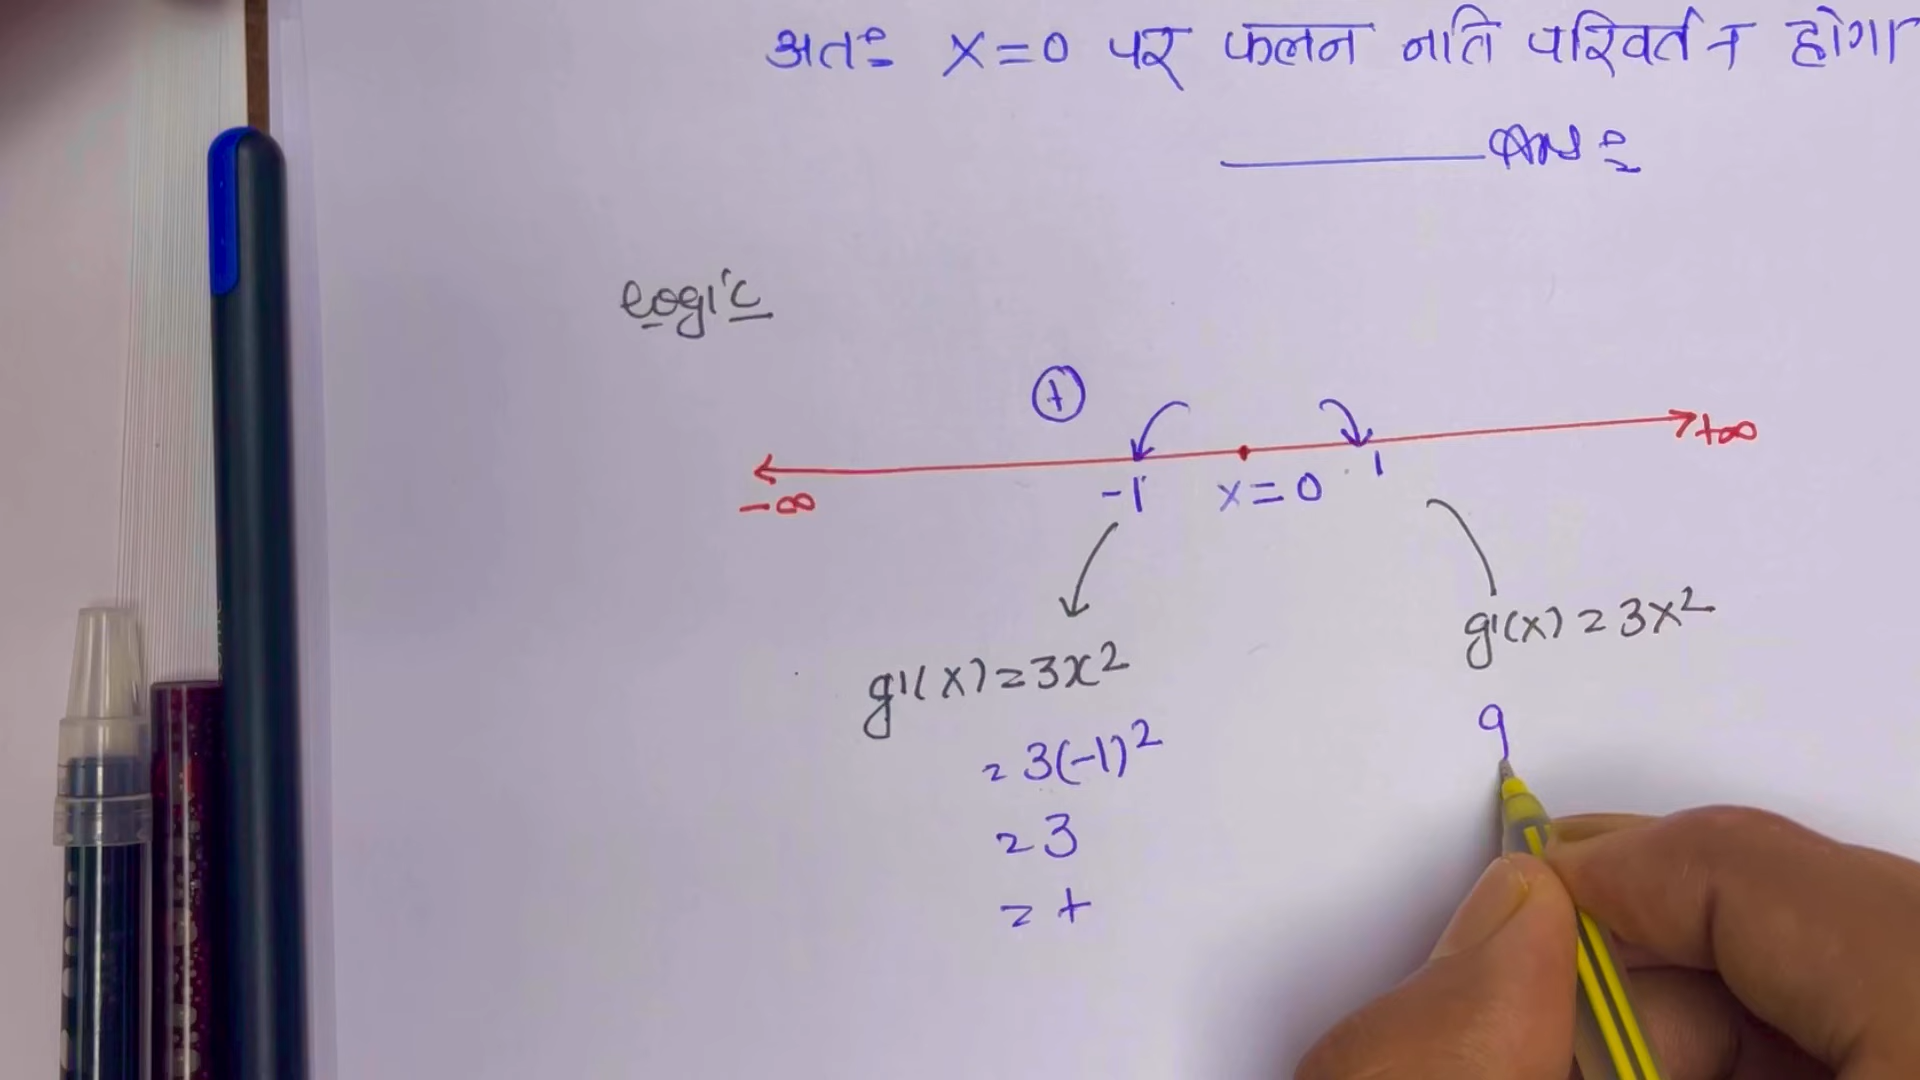 अतः x=0 पर फलन नति परिवर्तन होगा
Ans:
Logic
+
-∞ -1 x=0 1 +∞
g'(x)=3x²
=3(-1)²
=3
=+
g'(x)=3x²
g